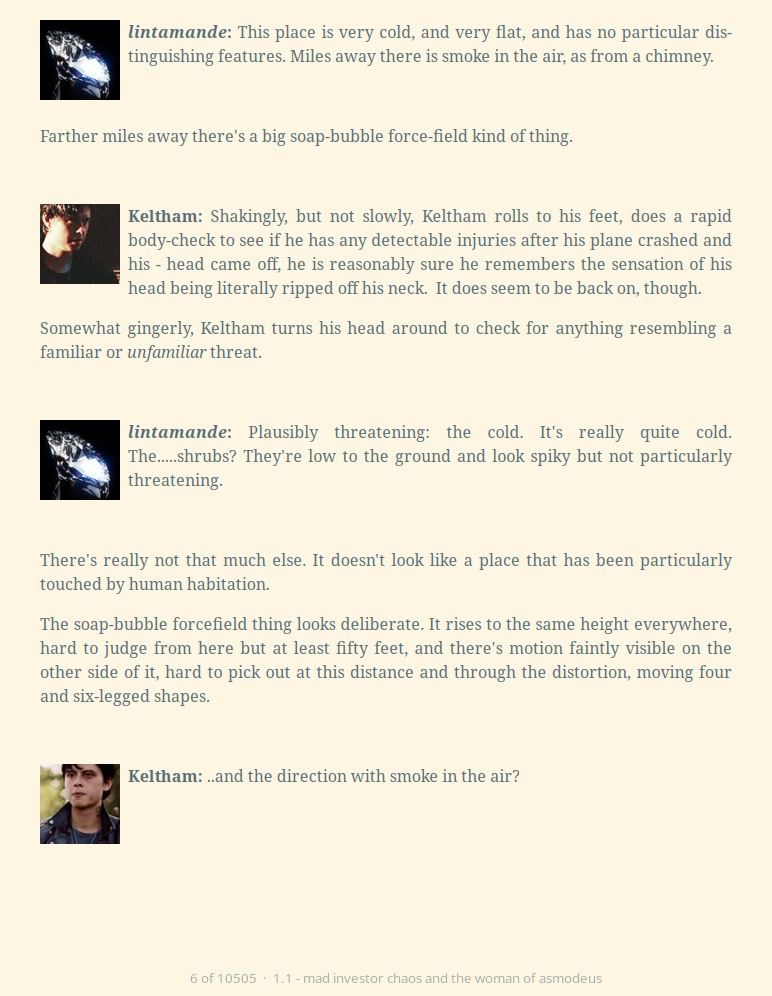 lintamande: This place is very cold, and very flat, and has no particular dis-
tinguishing features. Miles away there is smoke in the air, as from a chimney.
Farther miles away there's a big soap-bubble force-field kind of thing.
Keltham: Shakingly, but not slowly, Keltham rolls to his feet, does a rapid
body-check to see if he has any detectable injuries after his plane crashed and
his - head came off, he is reasonably sure he remembers the sensation of his
head being literally ripped off his neck.  It does seem to be back on, though.
Somewhat gingerly, Keltham turns his head around to check for anything resembling a
familiar or unfamiliar threat.
lintamande: Plausibly threatening: the cold. It's really quite cold.
The.....shrubs? They're low to the ground and look spiky but not particularly
threatening.
There's really not that much else. It doesn't look like a place that has been particularly
touched by human habitation.
The soap-bubble forcefield thing looks deliberate. It rises to the same height everywhere,
hard to judge from here but at least fifty feet, and there's motion faintly visible on the
other side of it, hard to pick out at this distance and through the distortion, moving four
and six-legged shapes.
Keltham: ..and the direction with smoke in the air?
6 of 10505 · 1.1 - mad investor chaos and the woman of asmodeus